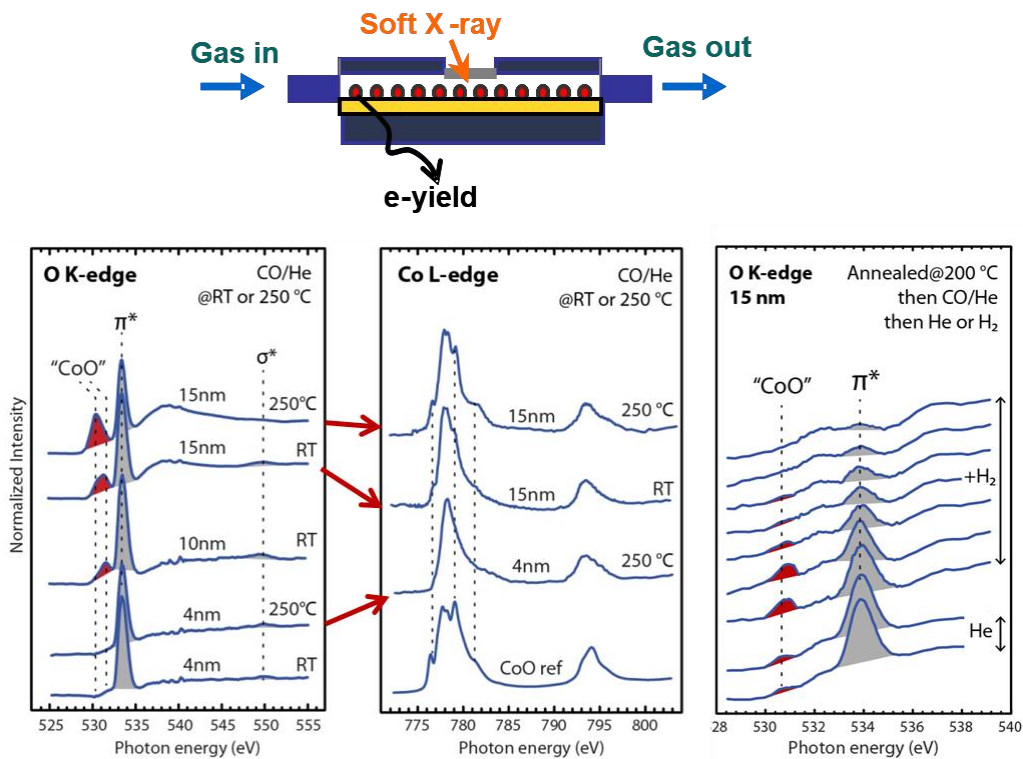 Soft X-ray
Gas in
Gas out
e-yield
O K-edge
CO/He
@RT or 250 °C
π*
"CoO"
σ*
15nm
250°C
15nm
RT
10nm
RT
4nm
250°C
4nm
RT
Normalized Intensity
525 530 535 540 545 550 555
Photon energy (eV)
Co L-edge
CO/He
@RT or 250 °C
15nm
250 °C
15nm
RT
4nm
250 °C
CoO ref
775 780 785 790 795 800
Photon energy (eV)
O K-edge
15 nm
Annealed@200 °C
then CO/He
then He or H₂
"CoO"
π*
+H₂
He
28 530 532 534 536 538 540
Photon energy (eV)